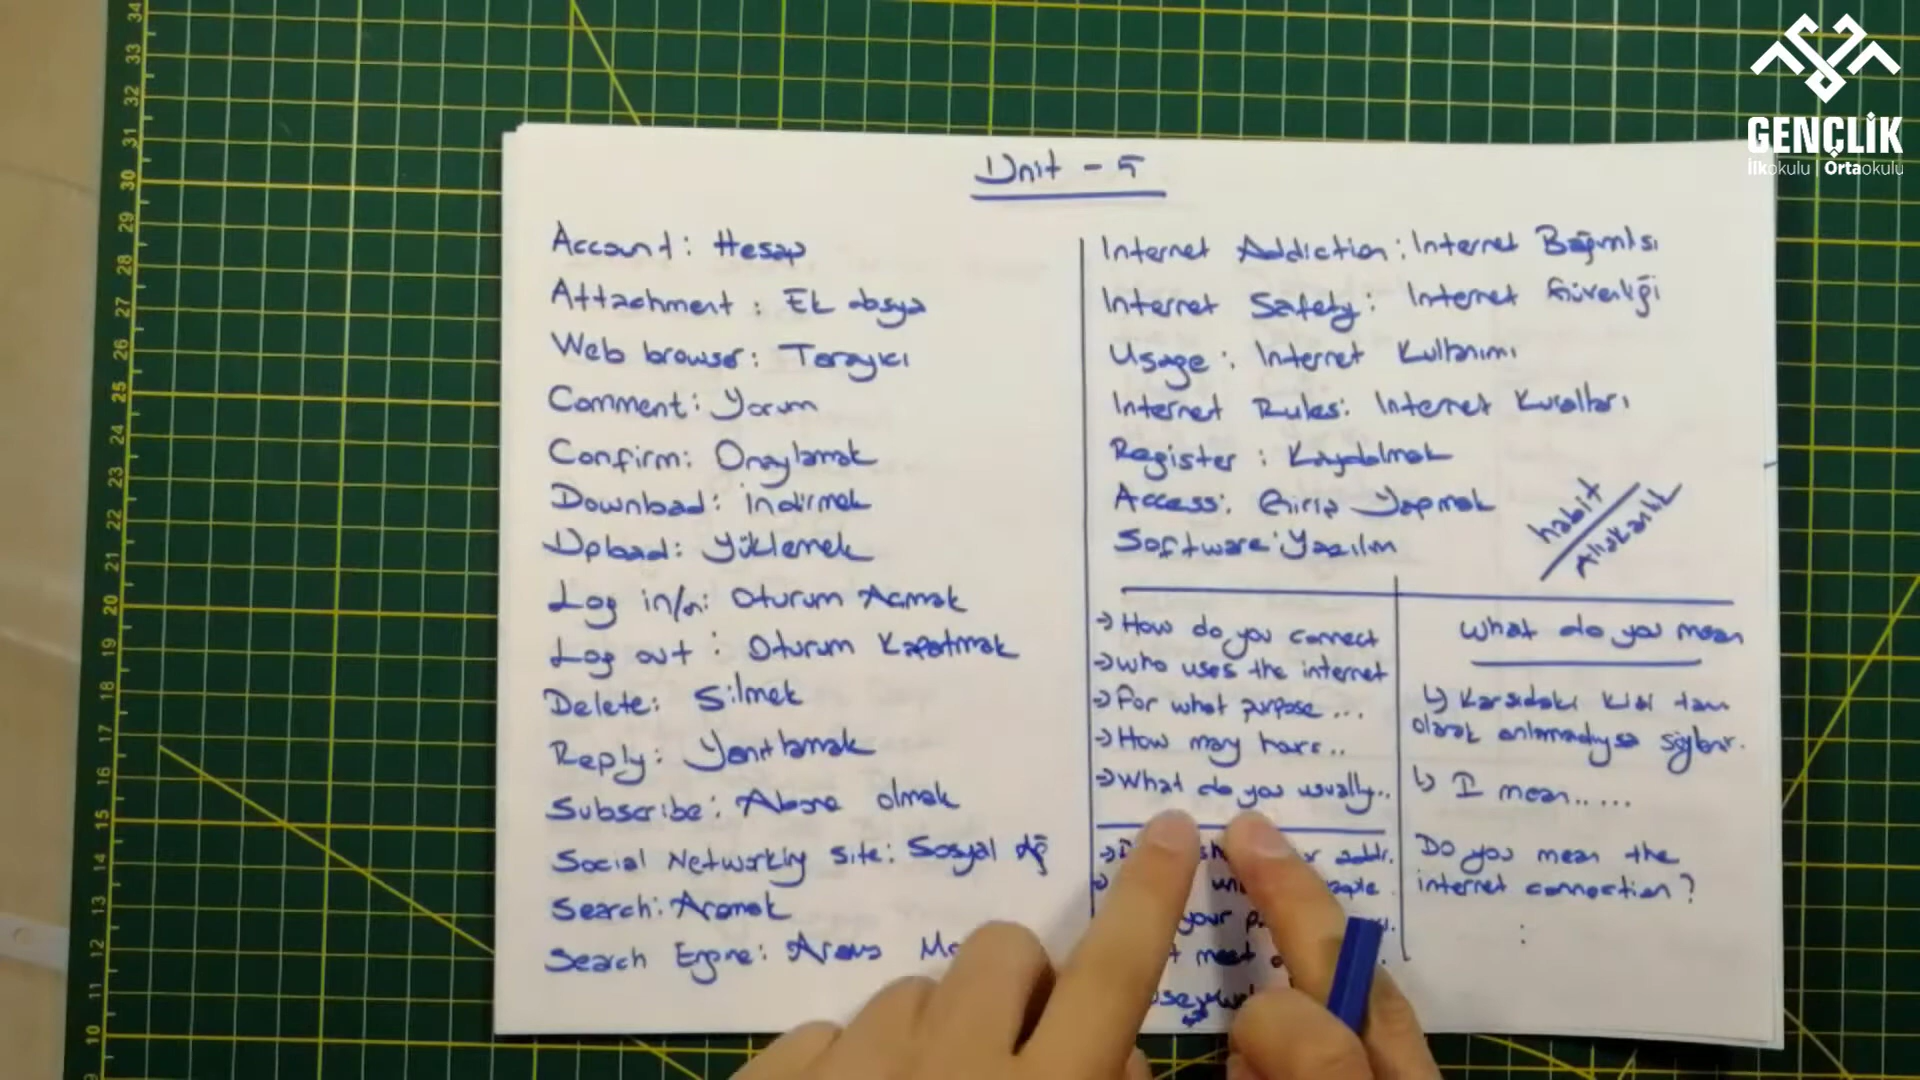 GENÇLİK
İlkokulu | Ortaokulu
Unit - 5
Account: Hesap
Attachment: Ek dosya
Web browser: Tarayıcı
Comment: Yorum
Confirm: Onaylamak
Download: İndirmek
Upload: Yüklemek
Log in/on: Oturum Açmak
Log out: Oturum Kapatmak
Delete: Silmek
Reply: Yanıtlamak
Subscribe: Abone olmak
Social Networking Site: Sosyal Ağ
Search: Aramak
Search Engine: Arama
Internet Addiction: Internet Bağımlısı
Internet Safety: Internet Güvenliği
Usage: Internet Kullanımı
Internet Rules: Internet Kuralları
Register: Kaydolmak
Access: Giriş Yapmak
Software: Yazılım
habit
Alışkanlık
→ How do you connect
→ who uses the internet
→ For what purpose...
→ How may hours..
→ What do you usually..
addr.
your
meet
What do you mean
↳ Karşıdaki kişi tam
olarak anlamadıysa söylenir.
↳ I mean.....
Do you mean the
internet connection?
: